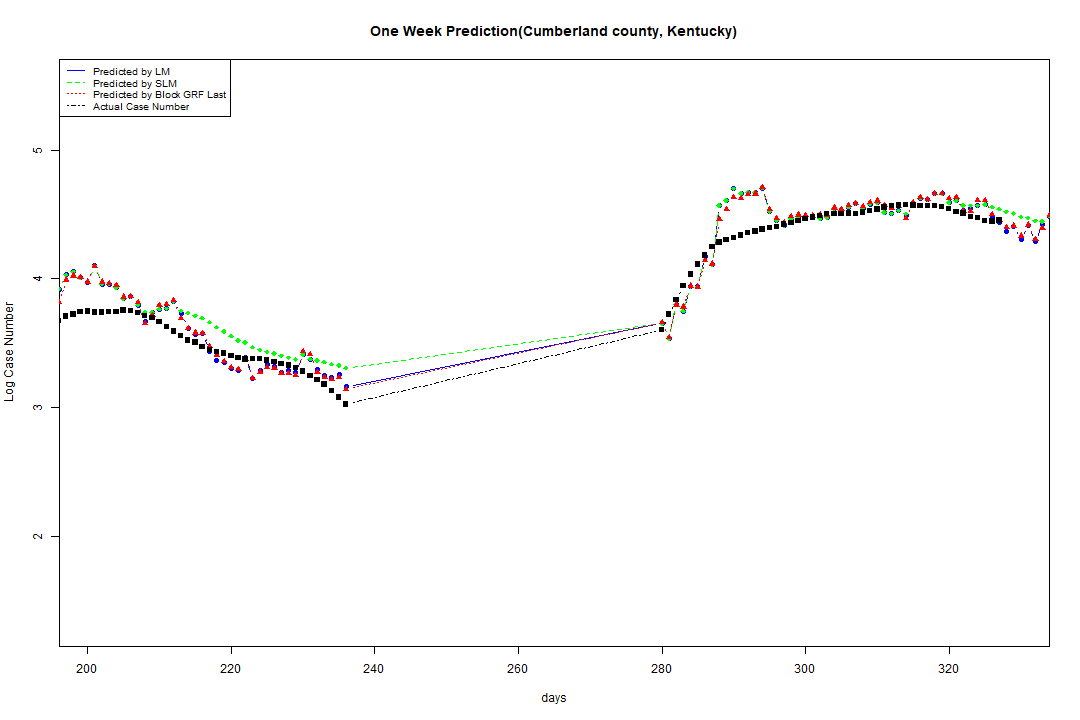 One Week Prediction(Cumberland county, Kentucky)
Predicted by LM
Predicted by SLM
Predicted by Block GRF Last
Actual Case Number
5
4
3
2
Log Case Number
200 220 240 260 280 300 320
days